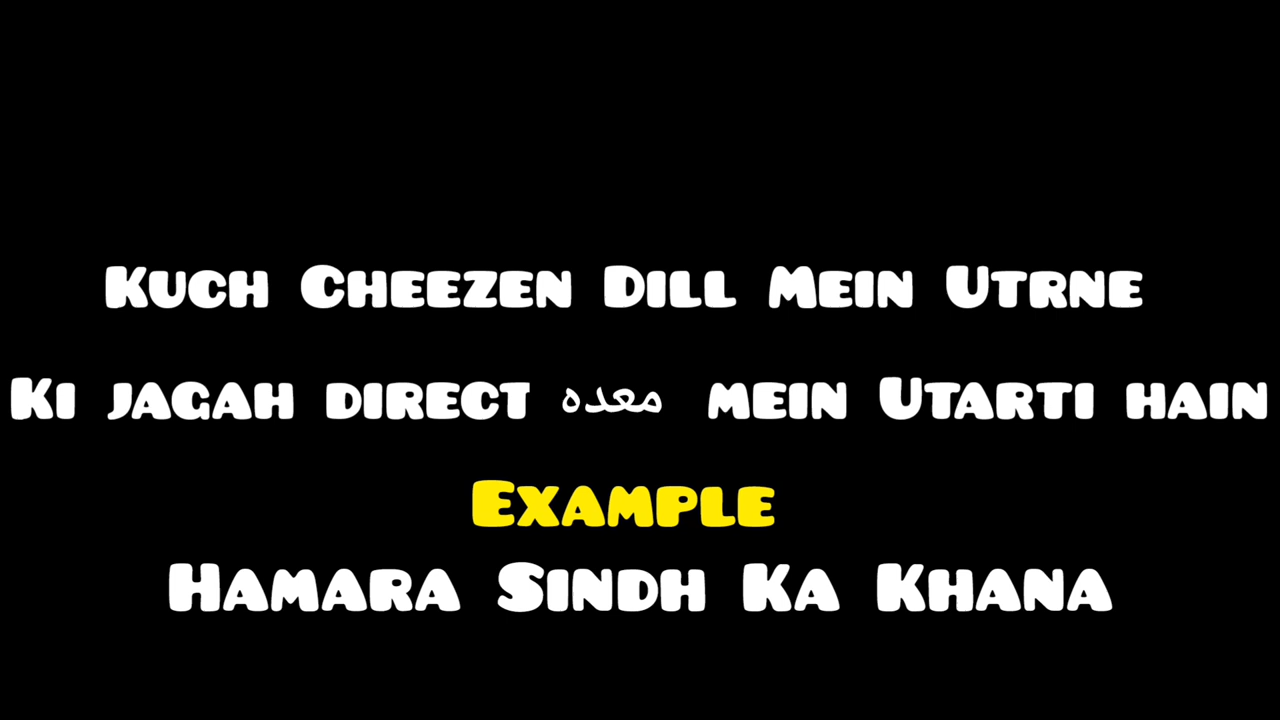 Kuch Cheezen Dill Mein Utrne
Ki jagah direct معدہ mein Utarti hain
Example
Hamara Sindh Ka Khana